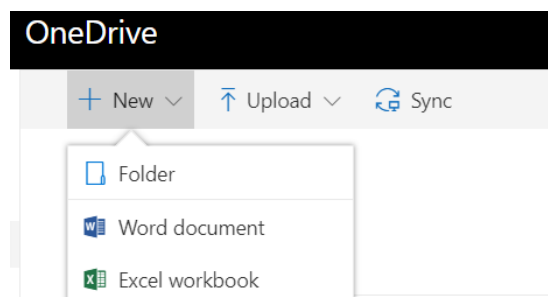 OneDrive
New Upload Sync
Folder
Word document
Excel workbook